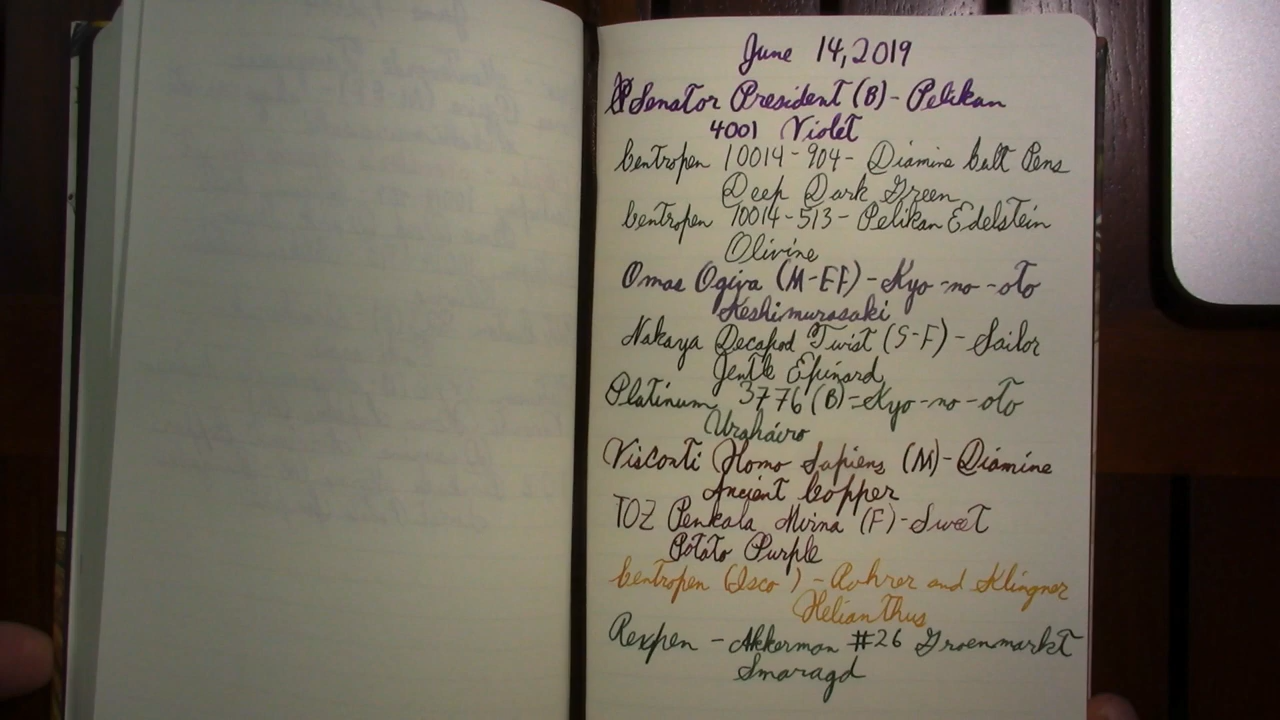 June 14, 2019
Senator President (B) - Pelikan
4001 Violet
Centropen 10014-904 - Diamine Cult Pens
Deep Dark Green
Centropen 10014-513 - Pelikan Edelstein
Olivine
Omas Ogiva (M-EF) - Kyo-no-oto
Keshimurasaki
Nakaya Decapod Twist (S-F) - Sailor
Jentle Epinard
Platinum 3776 (B) - Kyo-no-oto
Urahairo
Visconti Homo Sapiens (M) - Diamine
Ancient Copper
TOZ Penkala Mirna (F) - Sweet
Potato Purple
Centropen (Isco ) - Rohrer and Klingner
Helianthus
Rexpen - Akkerman #26 Groenmarkt
Smaragd